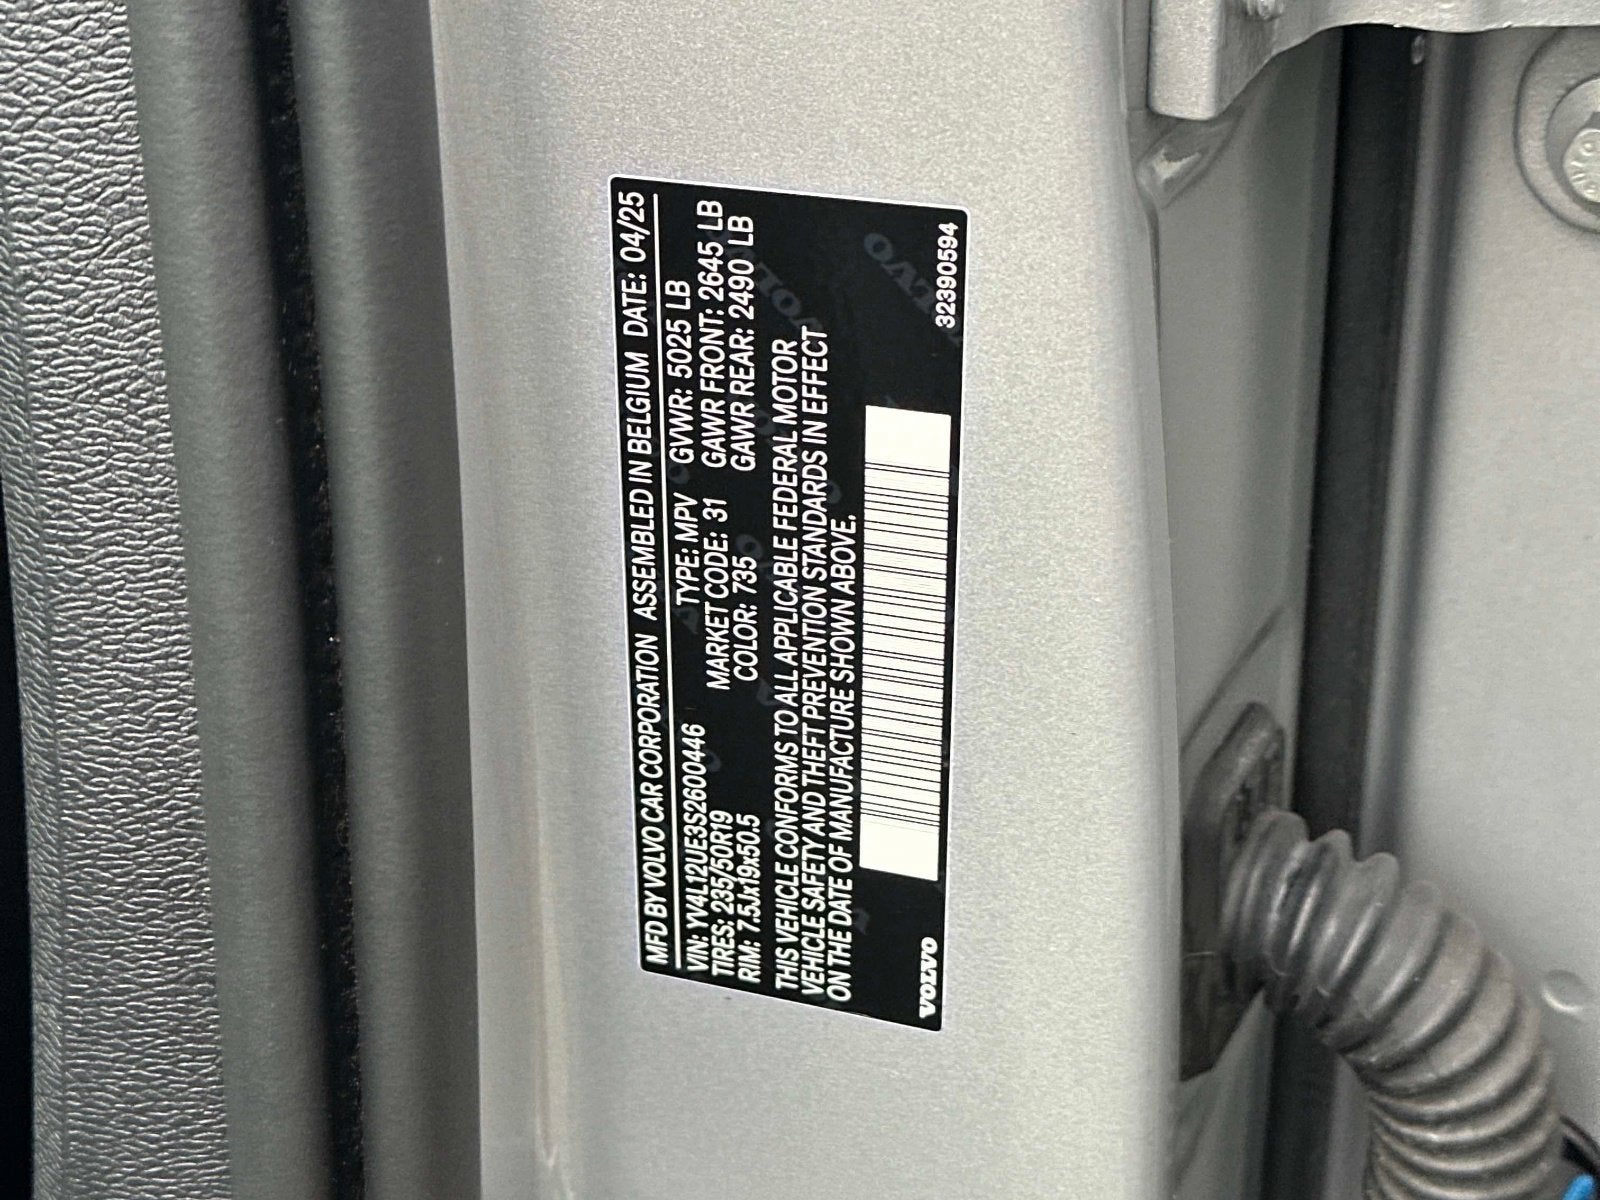 MFD BY VOLVO CAR CORPORATION ASSEMBLED IN BELGIUM DATE: 04/25
VIN: YV4L12UE3S2600446 TYPE: MPV GVWR: 5025 LB
TIRES: 235/50R19 MARKET CODE: 31 GAWR FRONT: 2645 LB
RIM: 7.5Jx19x50.5 COLOR: 735 GAWR REAR: 2490 LB
THIS VEHICLE CONFORMS TO ALL APPLICABLE FEDERAL MOTOR
VEHICLE SAFETY AND THEFT PREVENTION STANDARDS IN EFFECT
ON THE DATE OF MANUFACTURE SHOWN ABOVE.
VOLVO 32390594